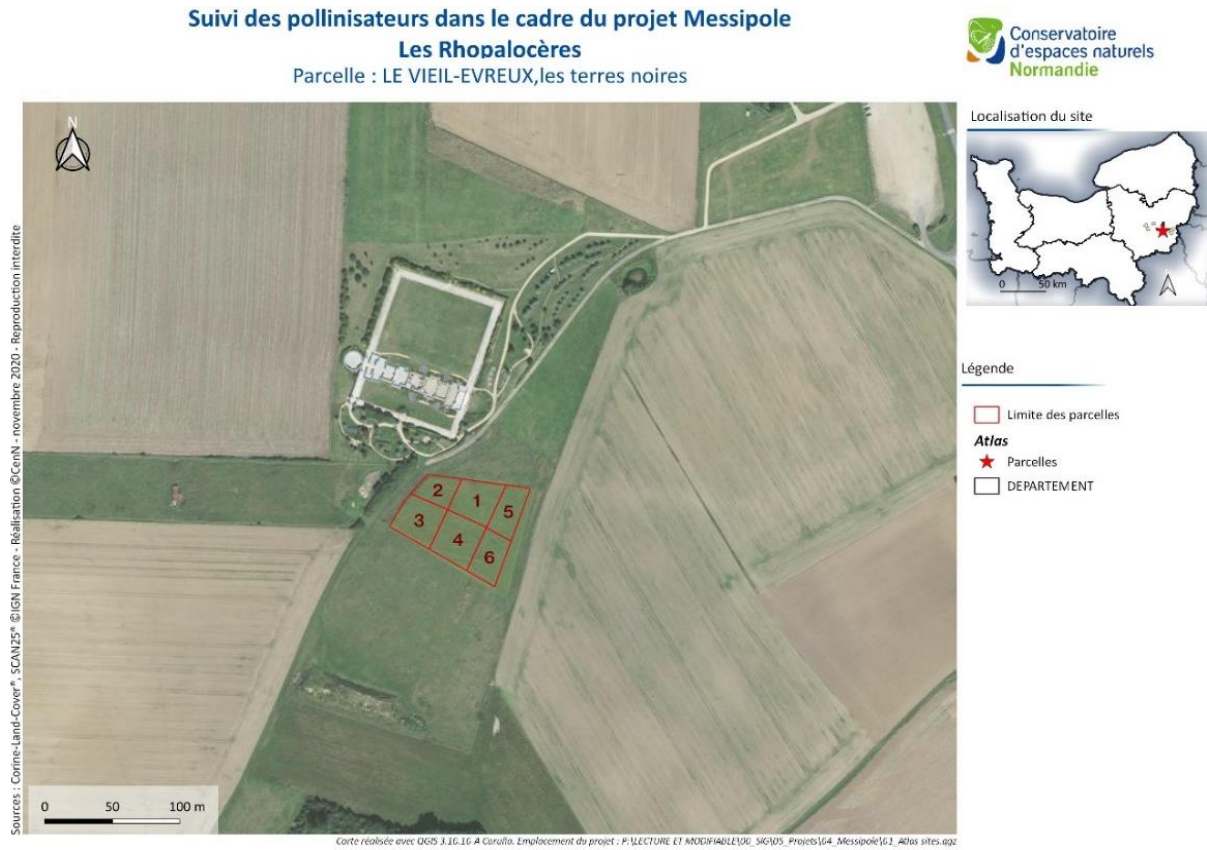 Suivi des pollinisateurs dans le cadre du projet Messipole
Les Rhopalocères
Parcelle : LE VIEIL-EVREUX,les terres noires
Conservatoire
d'espaces naturels
Normandie
Localisation du site
N
0 50 km
Légende
Limite des parcelles
Atlas
Parcelles
DEPARTEMENT
2
1
5
3
4
6
0 50 100 m
Sources : Corine-Land-Cover®, SCAN25® ©IGN France - Réalisation ©CenN - novembre 2020 - Reproduction interdite
Carte réalisée avec QGIS 3.10.10 A Coruña. Emplacement du projet : P:\LECTURE ET MODIFIABLE\00_SIG\05_Projets\04_Messipole\01_Atlas sites.qgz